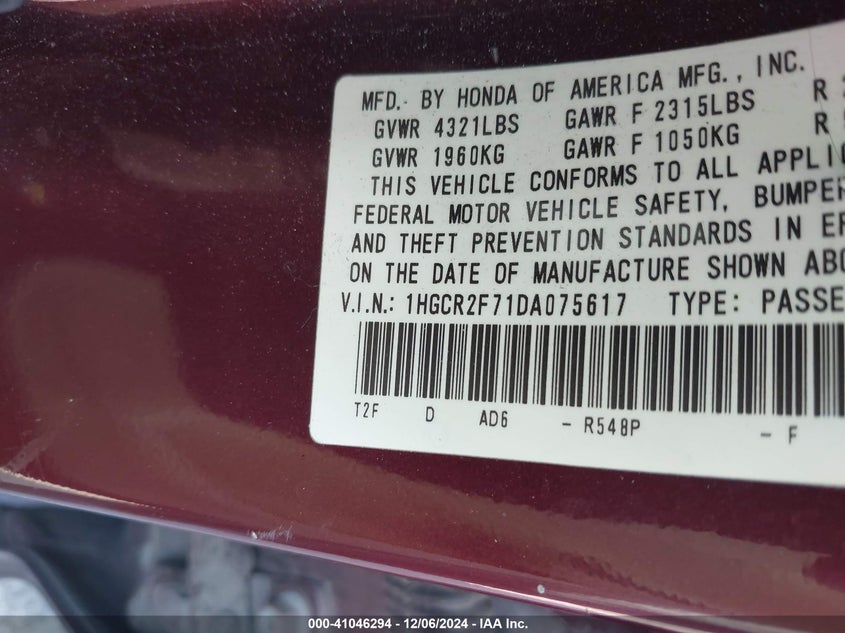 MFD. BY HONDA OF AMERICA MFG., INC.
GVWR 4321LBS GAWR F 2315LBS R
GVWR 1960KG GAWR F 1050KG R
THIS VEHICLE CONFORMS TO ALL APPLI
FEDERAL MOTOR VEHICLE SAFETY, BUMPER
AND THEFT PREVENTION STANDARDS IN EF
ON THE DATE OF MANUFACTURE SHOWN ABO
V.I.N.: 1HGCR2F71DA075617 TYPE: PASSE
T2F D AD6 - R548P - F
000-41046294 - 12/06/2024 - IAA Inc.